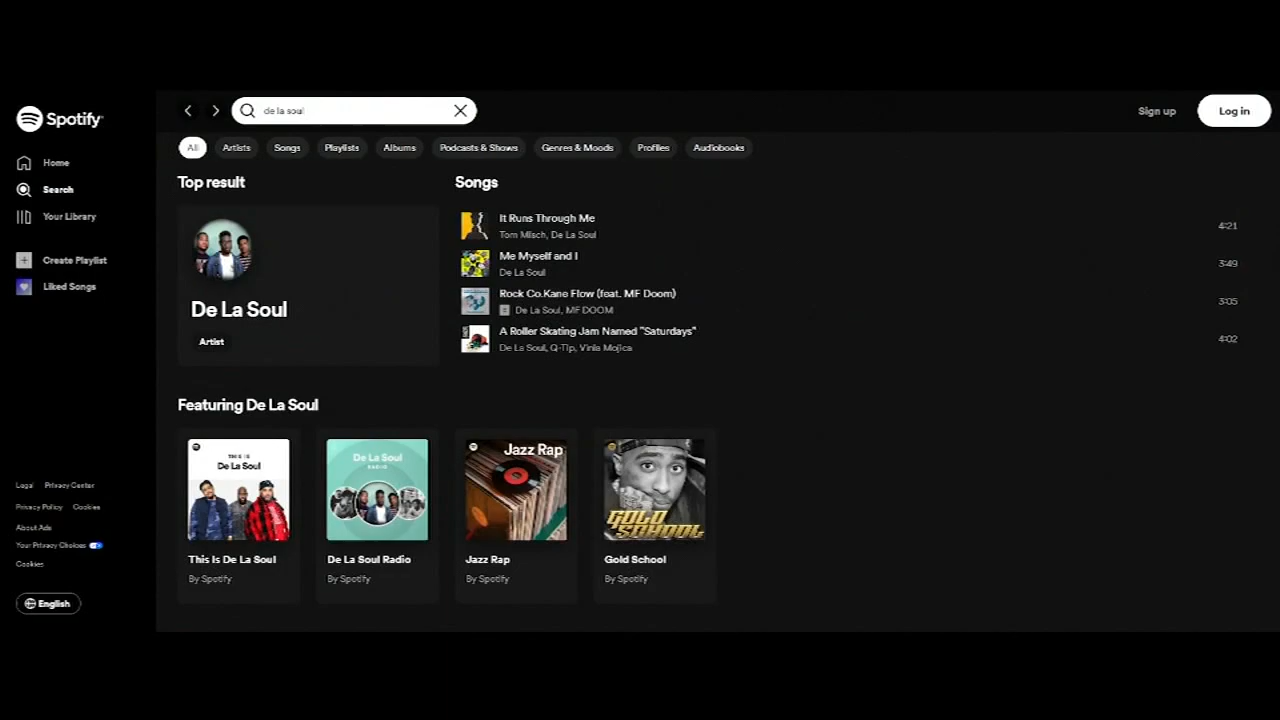 Spotify
Home
Search
Your Library
Create Playlist
Liked Songs
Legal Privacy Center
Privacy Policy Cookies
About Ads
Your Privacy Choices
Cookies
English
de la soul
Sign up
Log in
All
Artists
Songs
Playlists
Albums
Podcasts & Shows
Genres & Moods
Profiles
Audiobooks
Top result
De La Soul
Artist
Songs
It Runs Through Me
Tom Misch, De La Soul
4:21
Me Myself and I
De La Soul
3:49
Rock Co.Kane Flow (feat. MF Doom)
E De La Soul, MF DOOM
3:05
A Roller Skating Jam Named "Saturdays"
De La Soul, Q-Tip, Vinia Mojica
4:02
Featuring De La Soul
THIS IS
De La Soul
This Is De La Soul
By Spotify
De La Soul
RADIO
De La Soul Radio
By Spotify
Jazz Rap
Jazz Rap
By Spotify
GOLD
SCHOOL
Gold School
By Spotify